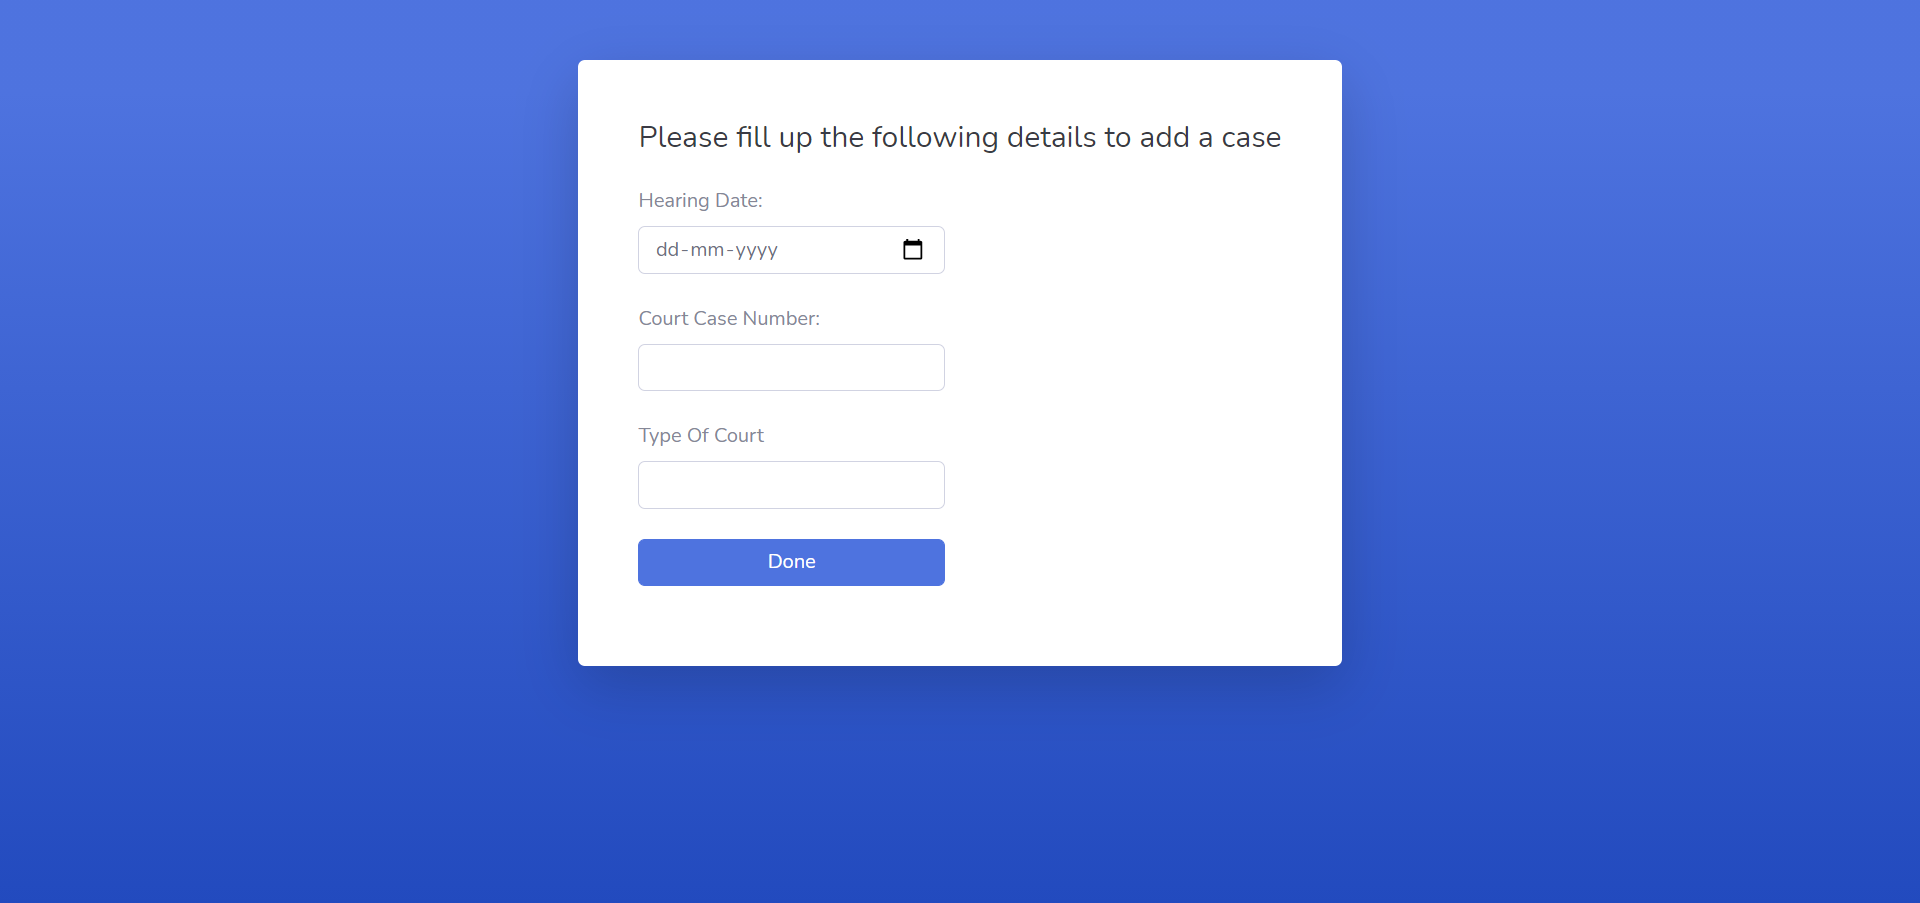 Please fill up the following details to add a case
Hearing Date:
dd-mm-yyyy
Court Case Number:
Type Of Court
Done